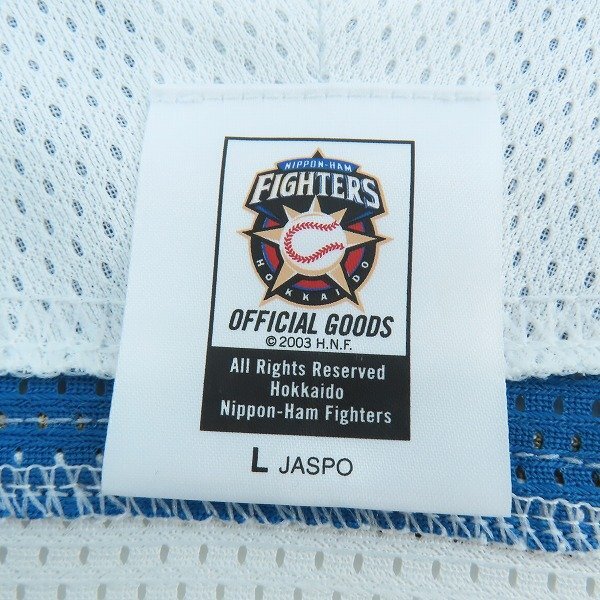 NIPPON-HAM
FIGHTERS
HOKKAIDO
OFFICIAL GOODS
© 2003 H.N.F.
All Rights Reserved
Hokkaido
Nippon-Ham Fighters
L JASPO